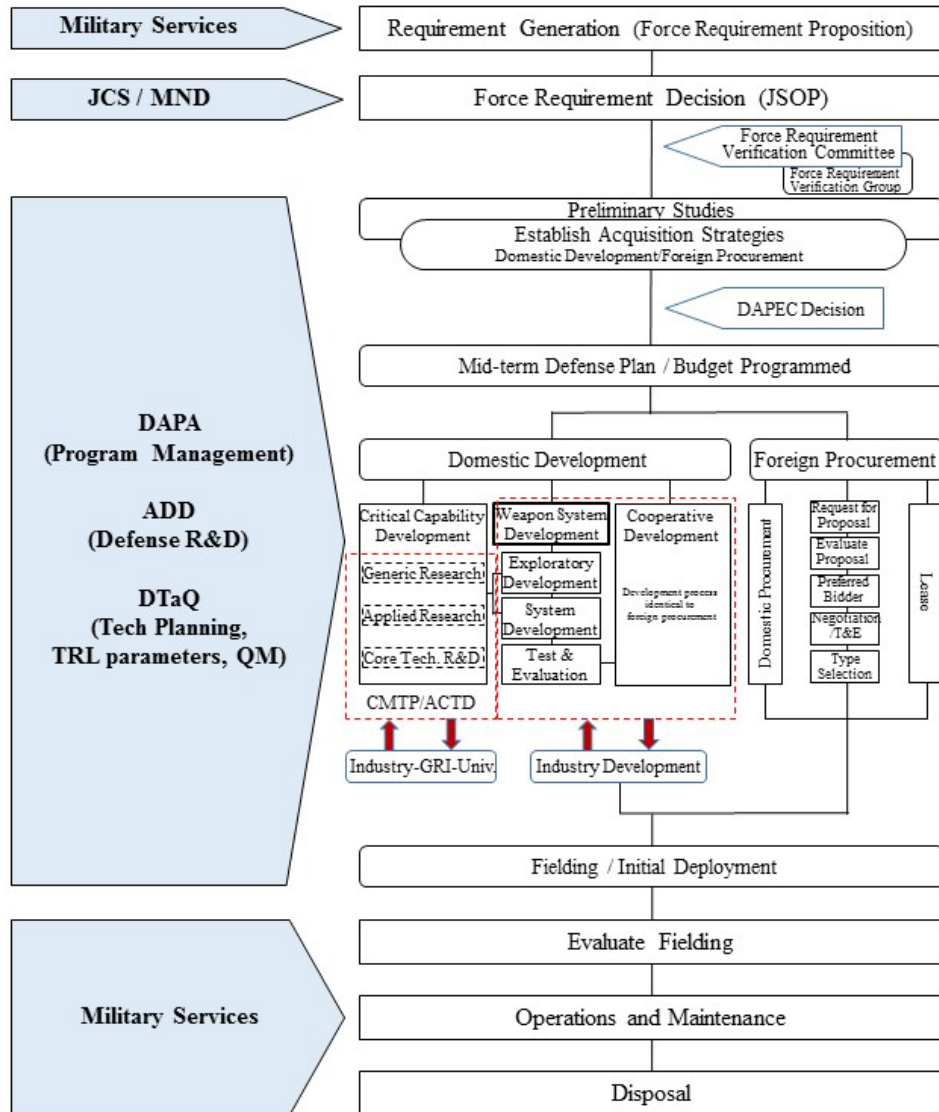 Military Services
Requirement Generation (Force Requirement Proposition)
JCS / MND
Force Requirement Decision (JSOP)
Force Requirement
Verification Committee
Force Requirement
Verification Group
Preliminary Studies
Establish Acquisition Strategies
Domestic Development/Foreign Procurement
DAPEC Decision
Mid-term Defense Plan / Budget Programmed
DAPA
(Program Management)
ADD
(Defense R&D)
DTaQ
(Tech Planning,
TRL parameters, QM)
Domestic Development
Foreign Procurement
Critical Capability
Development
Generic Research
Applied Research
Core Tech. R&D
CMTP/ACTD
Weapon System
Development
Exploratory
Development
System
Development
Test &
Evaluation
Cooperative
Development
Development process
identical to
foreign procurement
Domestic Procurement
Request for
Proposal
Evaluate
Proposal
Preferred
Bidder
Negotiation
/T&E
Type
Selection
Lease
Industry-GRI-Univ.
Industry Development
Fielding / Initial Deployment
Military Services
Evaluate Fielding
Operations and Maintenance
Disposal